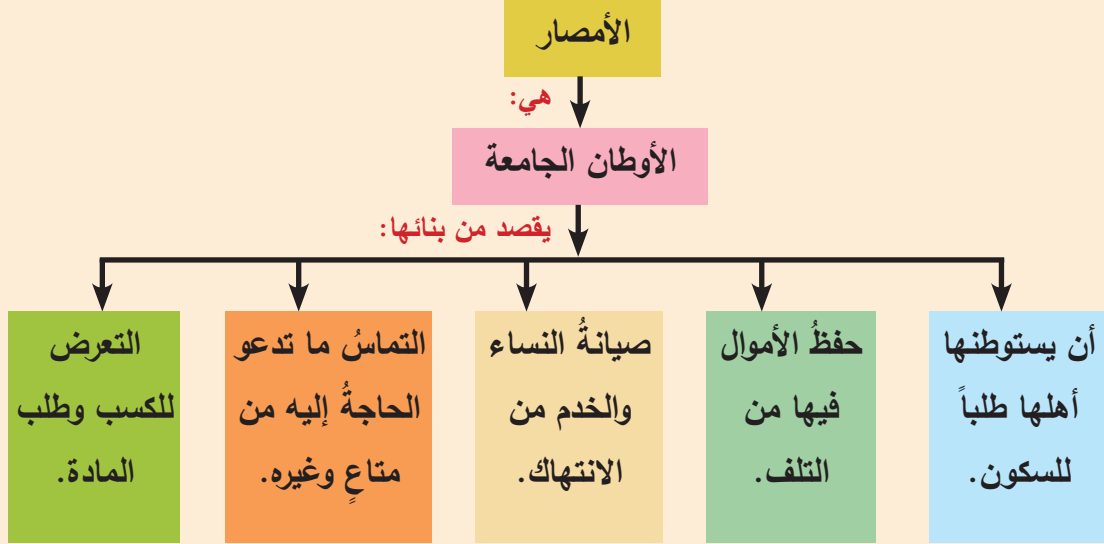 الأمصار
هي:
الأوطان الجامعة
يقصد من بنائها:
أن يستوطنها
أهلها طلباً
للسكون.
حفظُ الأموال
فيها من
التلف.
صيانةُ النساء
والخدم من
الانتهاك.
التماسُ ما تدعو
الحاجةُ إليه من
متاعٍ وغيره.
التعرض
للكسب وطلب
المادة.